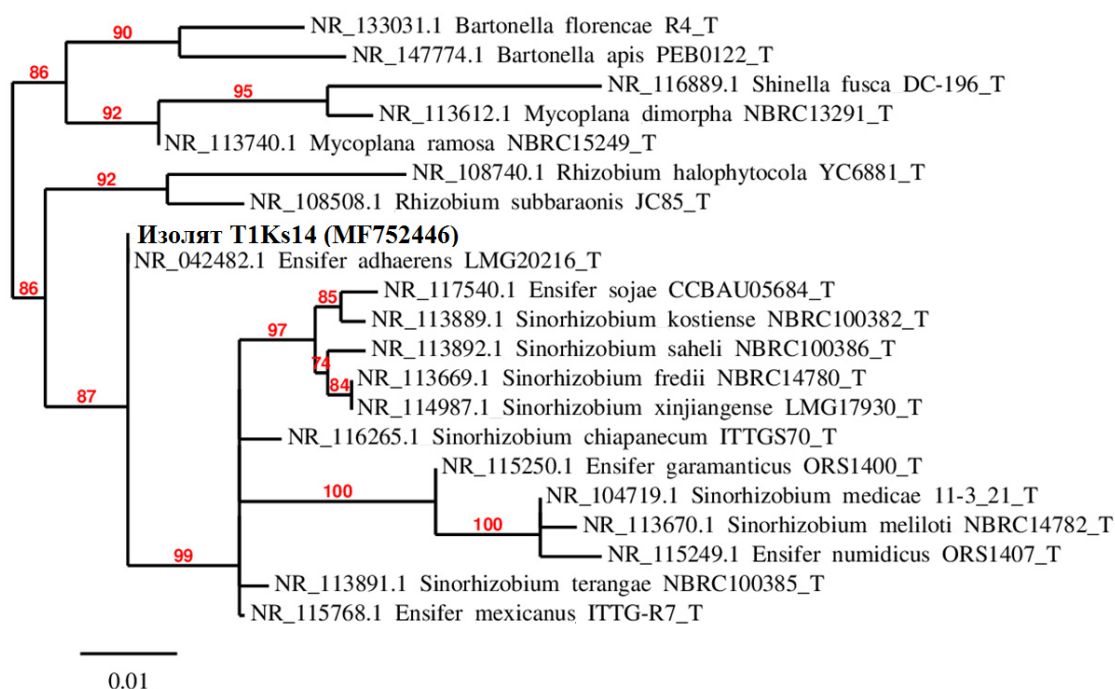 NR_133031.1 Bartonella florencae R4_T
90
NR_147774.1 Bartonella apis PEB0122_T
86
NR_116889.1 Shinella fusca DC-196_T
95
92
NR_113612.1 Mycoplana dimorpha NBRC13291_T
NR_113740.1 Mycoplana ramosa NBRC15249_T
NR_108740.1 Rhizobium halophytocola YC6881_T
92
NR_108508.1 Rhizobium subbaraonis JC85_T
Изолят T1Ks14 (MF752446)
NR_042482.1 Ensifer adhaerens LMG20216_T
86
NR_117540.1 Ensifer sojae CCBAU05684_T
85
NR_113889.1 Sinorhizobium kostiense NBRC100382_T
97
NR_113892.1 Sinorhizobium saheli NBRC100386_T
74
NR_113669.1 Sinorhizobium fredii NBRC14780_T
84
87
NR_114987.1 Sinorhizobium xinjiangense LMG17930_T
NR_116265.1 Sinorhizobium chiapanecum ITTGS70_T
NR_115250.1 Ensifer garamanticus ORS1400_T
100
NR_104719.1 Sinorhizobium medicae 11-3_21_T
100
NR_113670.1 Sinorhizobium meliloti NBRC14782_T
NR_115249.1 Ensifer numidicus ORS1407_T
99
NR_113891.1 Sinorhizobium terangae NBRC100385_T
NR_115768.1 Ensifer mexicanus ITTG-R7_T
0.01